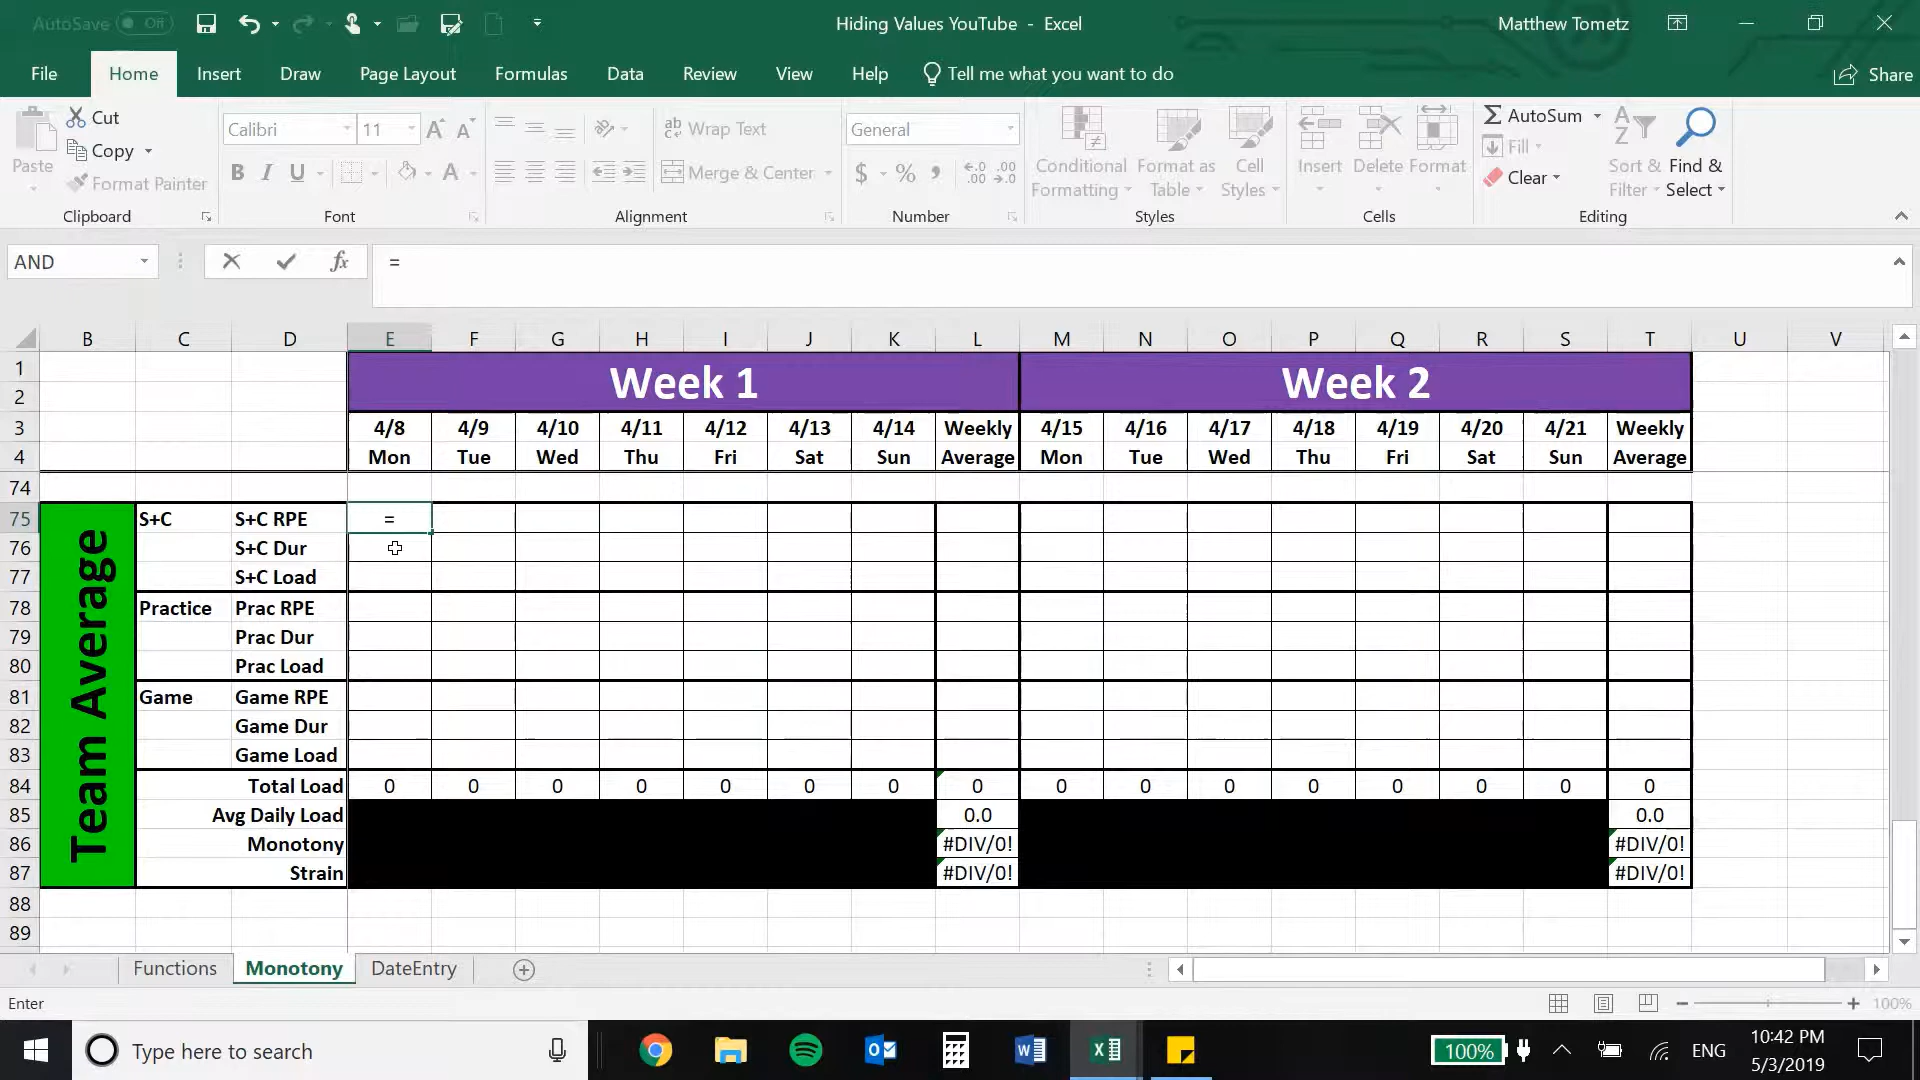 AutoSave Off
Hiding Values YouTube - Excel
Matthew Tometz
File Home Insert Draw Page Layout Formulas Data Review View Help Tell me what you want to do Share
Paste
Cut
Copy
Format Painter
Clipboard
Calibri 11
B I U
Font
Wrap Text
Merge & Center
Alignment
General
$ % ,
Number
Conditional Formatting
Format as Table
Cell Styles
Styles
Insert Delete Format
Cells
AutoSum
Fill
Clear
Sort & Filter
Find & Select
Editing
AND fx =
B C D E F G H I J K L M N O P Q R S T U V
1
2
Week 1 Week 2
3 4/8 4/9 4/10 4/11 4/12 4/13 4/14 Weekly 4/15 4/16 4/17 4/18 4/19 4/20 4/21 Weekly
4 Mon Tue Wed Thu Fri Sat Sun Average Mon Tue Wed Thu Fri Sat Sun Average
74
Team Average
75 S+C S+C RPE =
76 S+C Dur
77 S+C Load
78 Practice Prac RPE
79 Prac Dur
80 Prac Load
81 Game Game RPE
82 Game Dur
83 Game Load
84 Total Load 0 0 0 0 0 0 0 0 0 0 0 0 0 0 0 0
85 Avg Daily Load 0.0 0.0
86 Monotony #DIV/0! #DIV/0!
87 Strain #DIV/0! #DIV/0!
88
89
Functions Monotony DateEntry
Enter 100%
Type here to search
100% ENG
10:42 PM
5/3/2019